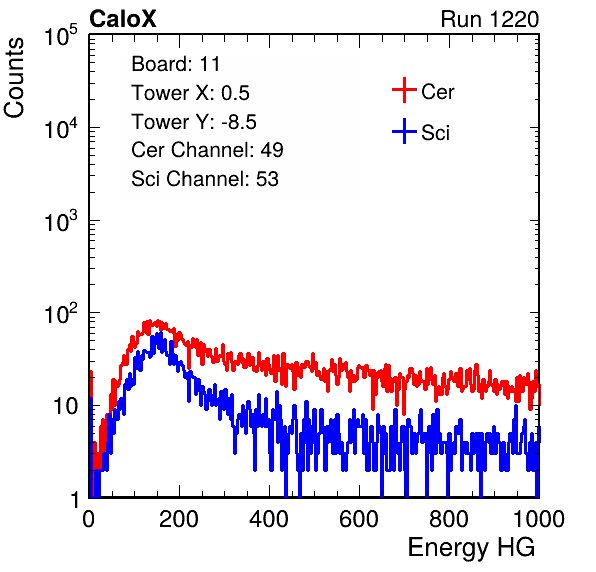 CaloX Run 1220
Counts
10^5
10^4
10^3
10^2
10
1
Board: 11
Tower X: 0.5
Tower Y: -8.5
Cer Channel: 49
Sci Channel: 53
Cer
Sci
0 200 400 600 800 1000
Energy HG